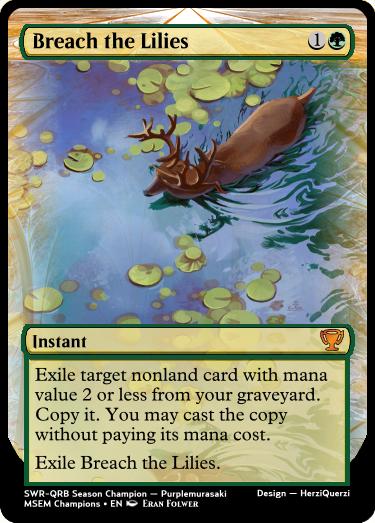 Breach the Lilies 1
Instant
Exile target nonland card with mana
value 2 or less from your graveyard.
Copy it. You may cast the copy
without paying its mana cost.
Exile Breach the Lilies.
SWR-QRB Season Champion — Purplemurasaki Design — HerziQuerzi
MSEM Champions • EN Eran Folwer